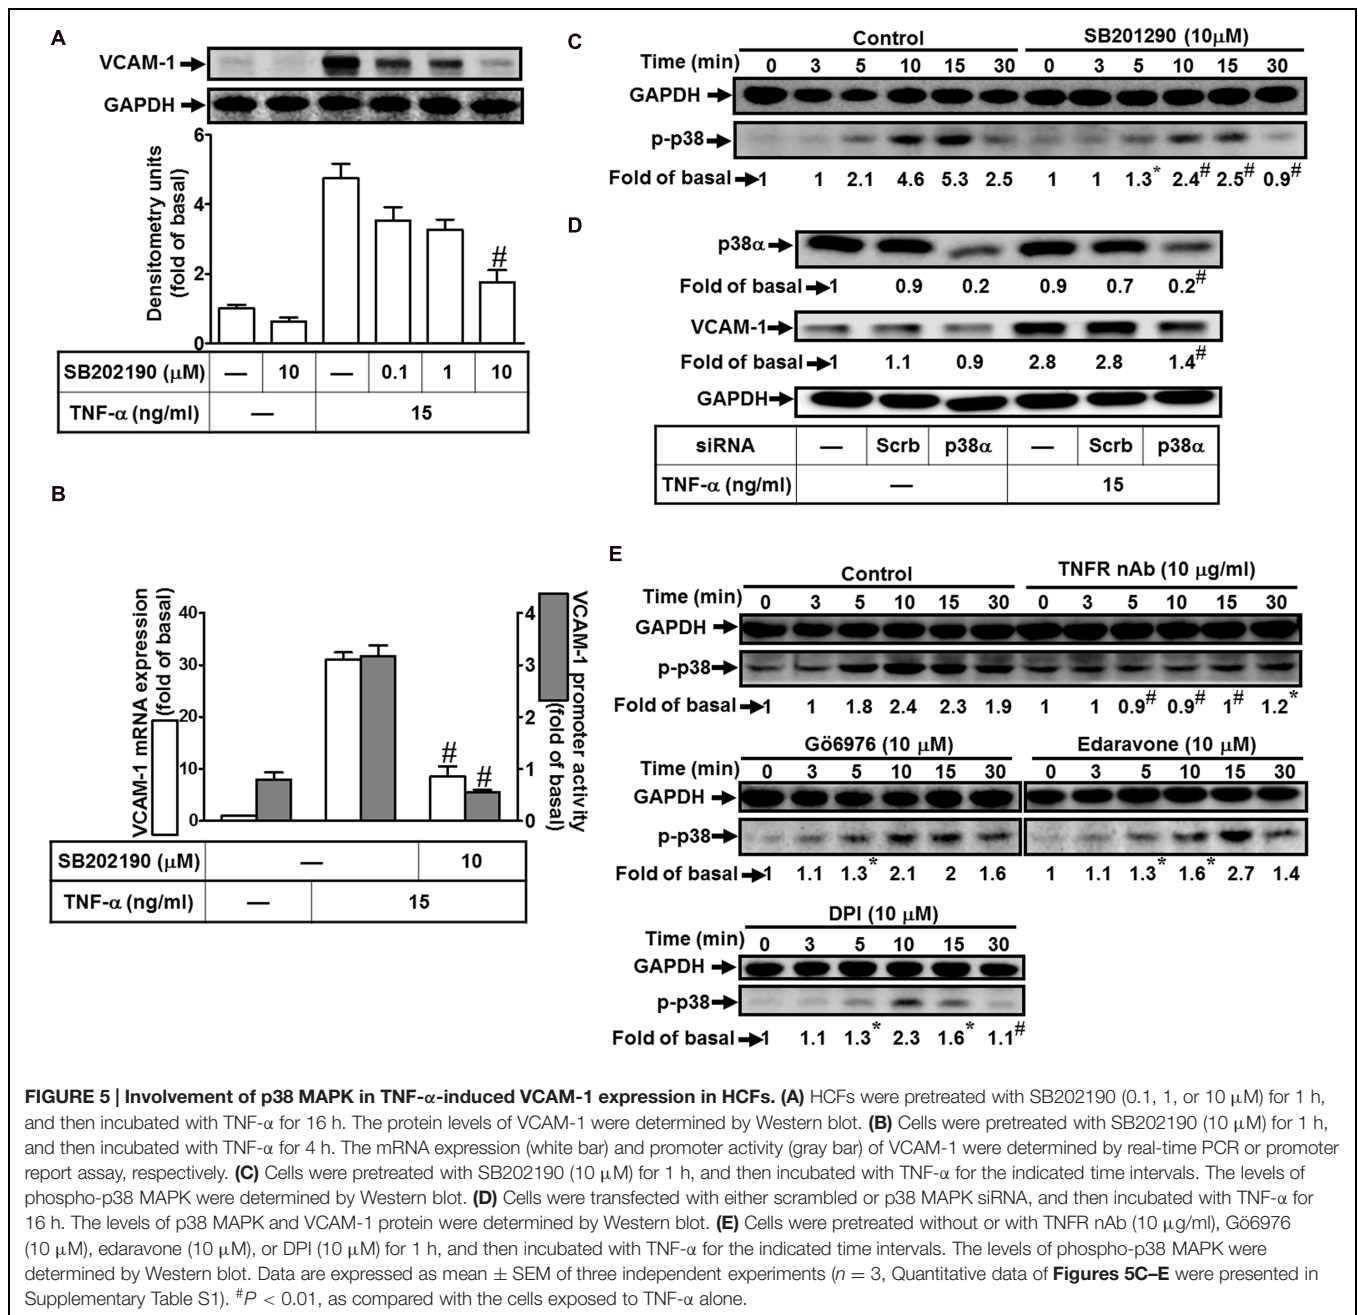 A
VCAM-1
GAPDH
Densitometry units
(fold of basal)
6
4
2
0
#
SB202190 (μM) — 10 — 0.1 1 10
TNF-α (ng/ml) — 15
B
VCAM-1 mRNA expression
(fold of basal)
40
30
20
10
0
# #
4
3
2
1
0
VCAM-1 promoter activity
(fold of basal)
SB202190 (μM) — 10
TNF-α (ng/ml) — 15
C
Control SB201290 (10μM)
Time (min) 0 3 5 10 15 30 0 3 5 10 15 30
GAPDH
p-p38
Fold of basal 1 1 2.1 4.6 5.3 2.5 1 1 1.3* 2.4# 2.5# 0.9#
D
p38α
Fold of basal 1 0.9 0.2 0.9 0.7 0.2#
VCAM-1
Fold of basal 1 1.1 0.9 2.8 2.8 1.4#
GAPDH
siRNA — Scrb p38α — Scrb p38α
TNF-α (ng/ml) — 15
E
Control TNFR nAb (10 μg/ml)
Time (min) 0 3 5 10 15 30 0 3 5 10 15 30
GAPDH
p-p38
Fold of basal 1 1 1.8 2.4 2.3 1.9 1 1 0.9# 0.9# 1# 1.2*
Gö6976 (10 μM) Edaravone (10 μM)
Time (min) 0 3 5 10 15 30 0 3 5 10 15 30
GAPDH
p-p38
Fold of basal 1 1.1 1.3* 2.1 2 1.6 1 1.1 1.3* 1.6* 2.7 1.4
DPI (10 μM)
Time (min) 0 3 5 10 15 30
GAPDH
p-p38
Fold of basal 1 1.1 1.3* 2.3 1.6* 1.1#
FIGURE 5 | Involvement of p38 MAPK in TNF-α-induced VCAM-1 expression in HCFs. (A) HCFs were pretreated with SB202190 (0.1, 1, or 10 μM) for 1 h,
and then incubated with TNF-α for 16 h. The protein levels of VCAM-1 were determined by Western blot. (B) Cells were pretreated with SB202190 (10 μM) for 1 h,
and then incubated with TNF-α for 4 h. The mRNA expression (white bar) and promoter activity (gray bar) of VCAM-1 were determined by real-time PCR or promoter
report assay, respectively. (C) Cells were pretreated with SB202190 (10 μM) for 1 h, and then incubated with TNF-α for the indicated time intervals. The levels of
phospho-p38 MAPK were determined by Western blot. (D) Cells were transfected with either scrambled or p38 MAPK siRNA, and then incubated with TNF-α for
16 h. The levels of p38 MAPK and VCAM-1 protein were determined by Western blot. (E) Cells were pretreated without or with TNFR nAb (10 μg/ml), Gö6976
(10 μM), edaravone (10 μM), or DPI (10 μM) for 1 h, and then incubated with TNF-α for the indicated time intervals. The levels of phospho-p38 MAPK were
determined by Western blot. Data are expressed as mean ± SEM of three independent experiments (n = 3, Quantitative data of Figures 5C–E were presented in
Supplementary Table S1). #P < 0.01, as compared with the cells exposed to TNF-α alone.